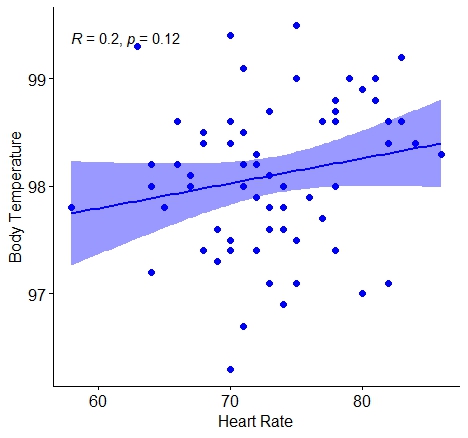 R = 0.2, p = 0.12
99
98
97
Body Temperature
60 70 80
Heart Rate